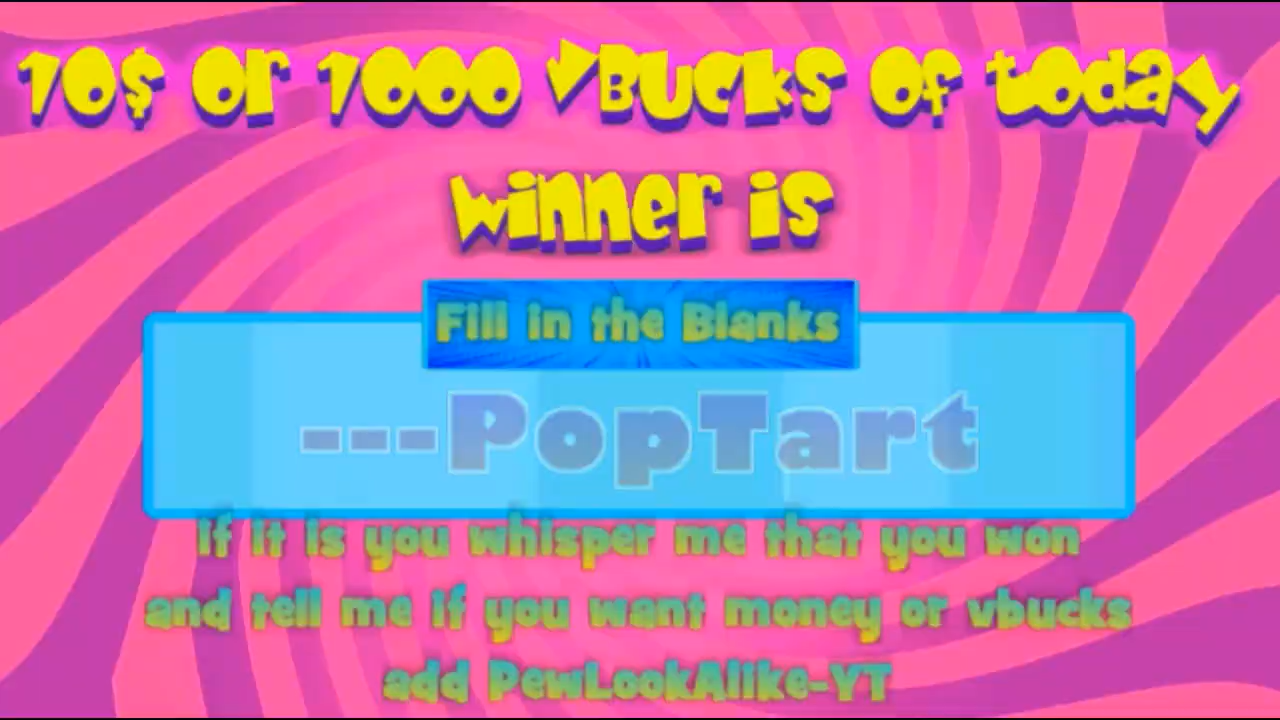 10$ or 1000 VBucks of today
winner is
Fill in the Blanks
---PopTart
if it is you whisper me that you won
and tell me if you want money or vbucks
add PewLookAlike-YT